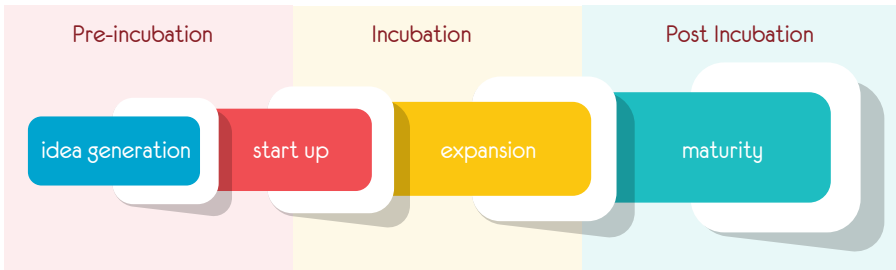 Pre-incubation
Incubation
Post Incubation
idea generation
start up
expansion
maturity